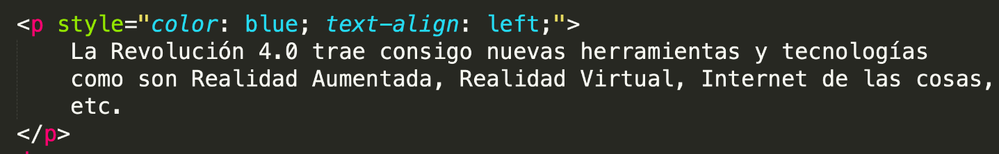 <p style="color: blue; text-align: left;">
La Revolución 4.0 trae consigo nuevas herramientas y tecnologías
como son Realidad Aumentada, Realidad Virtual, Internet de las cosas,
etc.
</p>